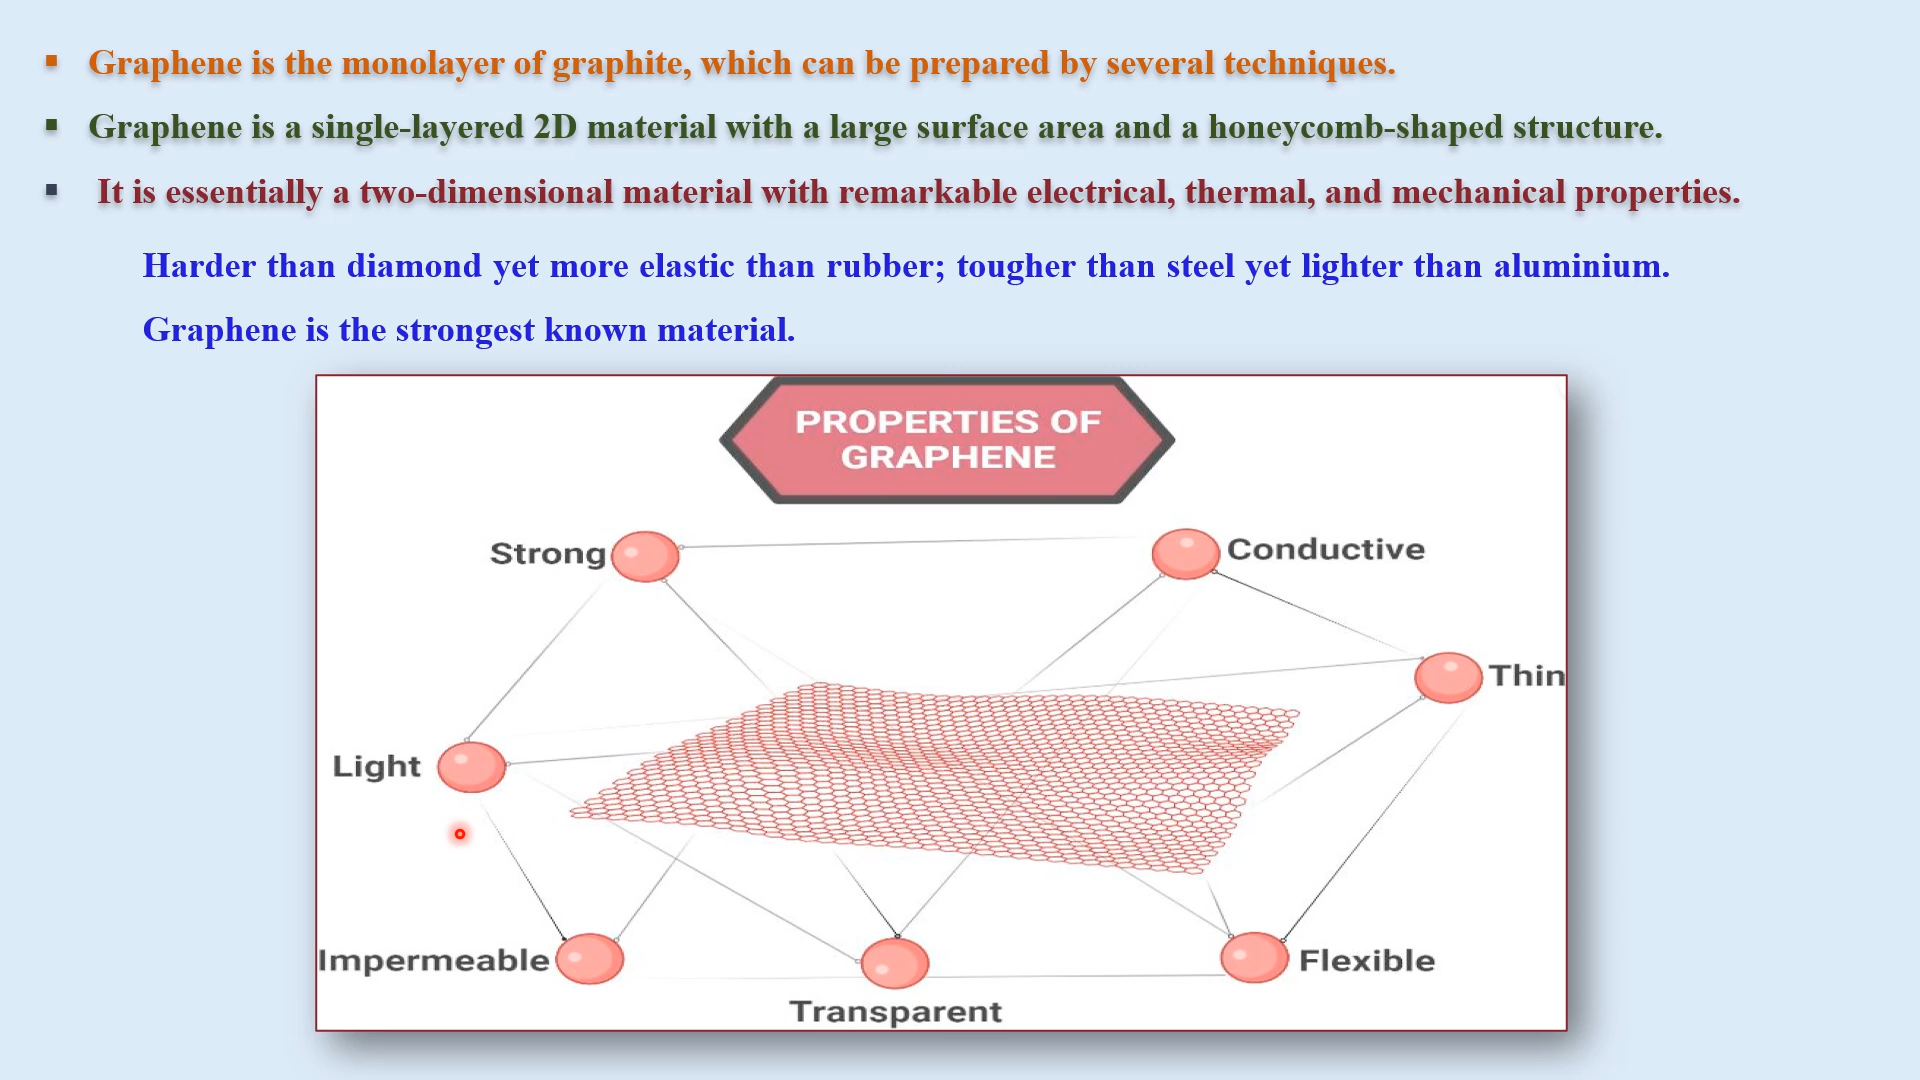 ▪ Graphene is the monolayer of graphite, which can be prepared by several techniques.
▪ Graphene is a single-layered 2D material with a large surface area and a honeycomb-shaped structure.
▪ It is essentially a two-dimensional material with remarkable electrical, thermal, and mechanical properties.
Harder than diamond yet more elastic than rubber; tougher than steel yet lighter than aluminium.
Graphene is the strongest known material.
PROPERTIES OF
GRAPHENE
Strong
Conductive
Thin
Light
Impermeable
Flexible
Transparent